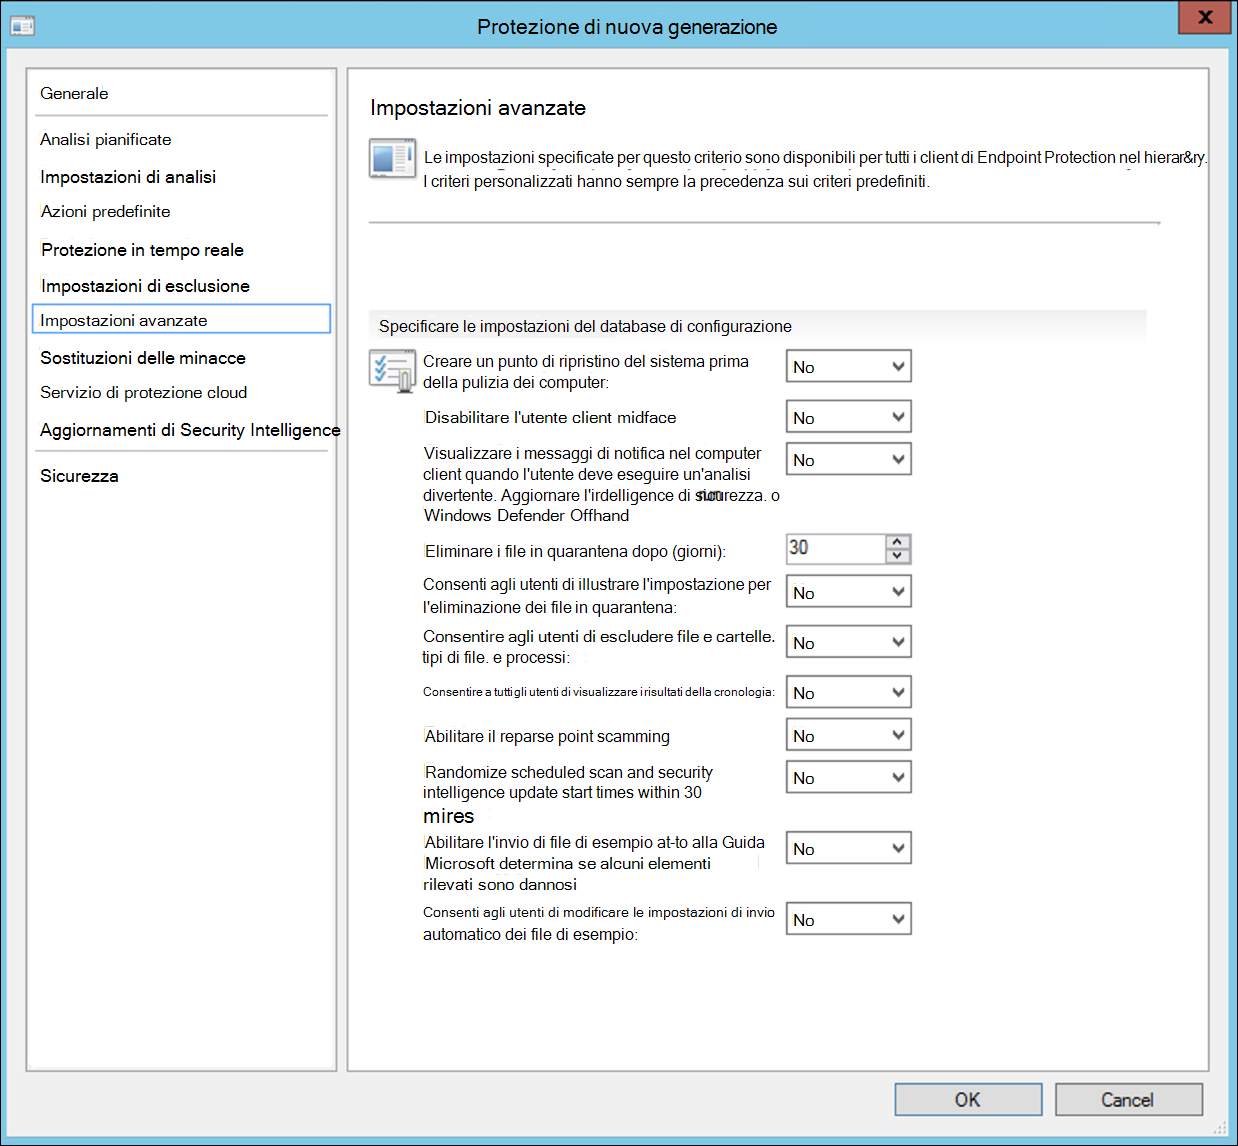 Protezione di nuova generazione
x
Generale
Analisi pianificate
Impostazioni di analisi
Azioni predefinite
Protezione in tempo reale
Impostazioni di esclusione
Impostazioni avanzate
Sostituzioni delle minacce
Servizio di protezione cloud
Aggiornamenti di Security Intelligence
Sicurezza
Impostazioni avanzate
Le impostazioni specificate per questo criterio sono disponibili per tutti i client di Endpoint Protection nel hierar&ry.
I criteri personalizzati hanno sempre la precedenza sui criteri predefiniti.
Specificare le impostazioni del database di configurazione
Creare un punto di ripristino del sistema prima
della pulizia dei computer:
No
Disabilitare l'utente client midface
No
Visualizzare i messaggi di notifica nel computer
client quando l'utente deve eseguire un'analisi
divertente. Aggiornare l'irdelligence di o
Windows Defender Offhand
No
Eliminare i file in quarantena dopo (giorni):
30
Consenti agli utenti di illustrare l'impostazione per
l'eliminazione dei file in quarantena:
No
Consentire agli utenti di escludere file e cartelle.
tipi di file. e processi:
No
Consentire a tutti gli utenti di visualizzare i risultati della cronologia:
No
Abilitare il reparse point scamming
No
Randomize scheduled scan and security
intelligence update start times within 30
mires
No
Abilitare l'invio di file di esempio at-to alla Guida
Microsoft determina se alcuni elementi
rilevati sono dannosi
No
Consenti agli utenti di modificare le impostazioni di invio
automatico dei file di esempio:
No
OK
Cancel